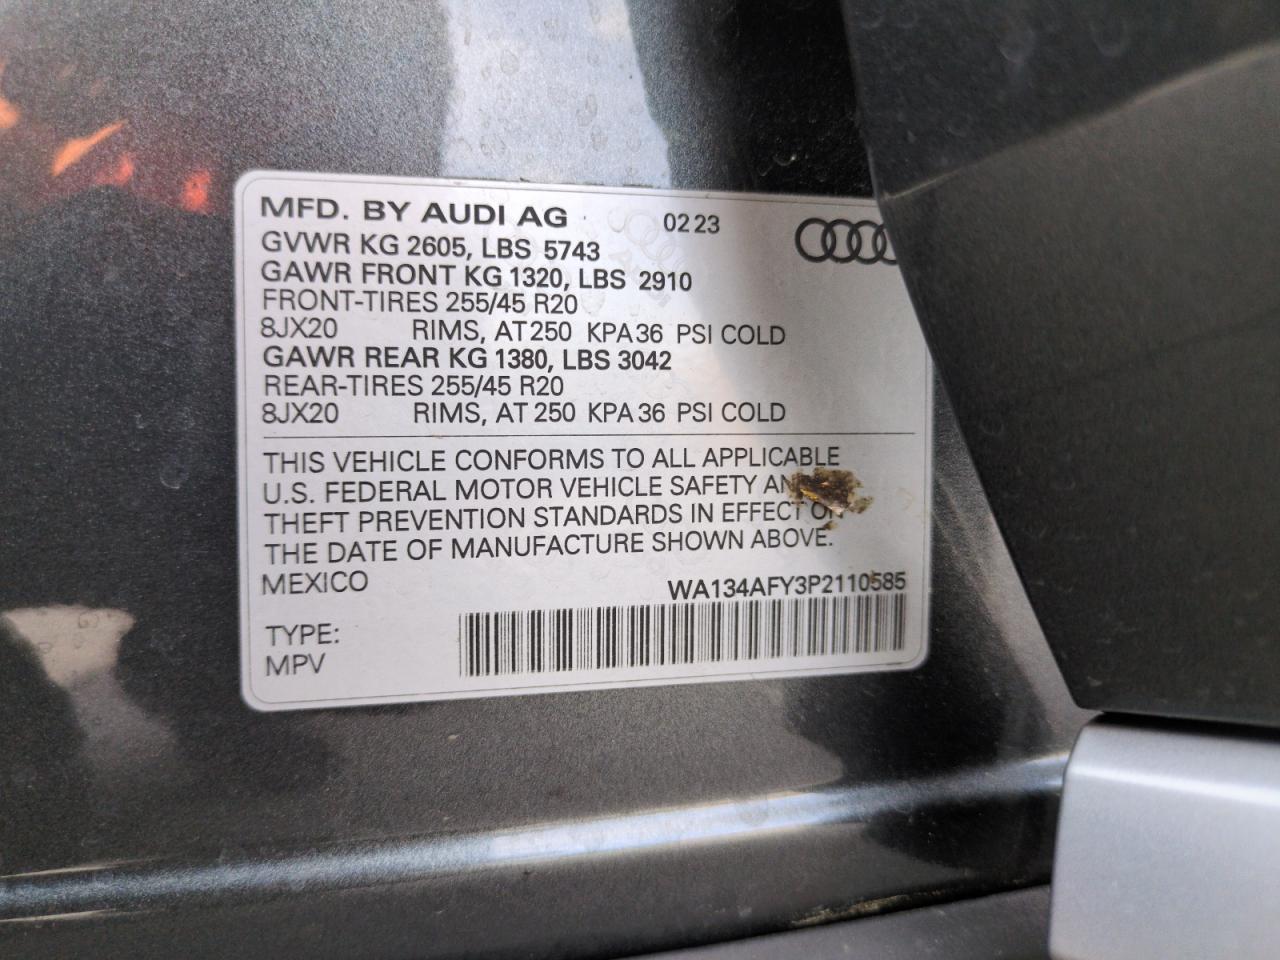 MFD. BY AUDI AG 02 23
GVWR KG 2605, LBS 5743
GAWR FRONT KG 1320, LBS 2910
FRONT-TIRES 255/45 R20
8JX20 RIMS, AT 250 KPA 36 PSI COLD
GAWR REAR KG 1380, LBS 3042
REAR-TIRES 255/45 R20
8JX20 RIMS, AT 250 KPA 36 PSI COLD
THIS VEHICLE CONFORMS TO ALL APPLICABLE
U.S. FEDERAL MOTOR VEHICLE SAFETY AND
THEFT PREVENTION STANDARDS IN EFFECT ON
THE DATE OF MANUFACTURE SHOWN ABOVE.
MEXICO WA134AFY3P2110585
TYPE:
MPV